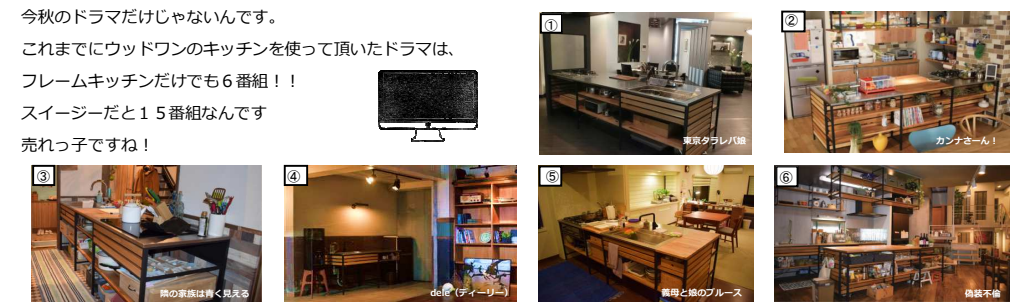 今秋のドラマだけじゃないんです。
これまでにウッドワンのキッチンを使って頂いたドラマは、
フレームキッチンだけでも６番組！！
スイージーだと１５番組なんです
売れっ子ですね！
①
東京タラレバ娘
②
カンナさーん！
③
隣の家族は青く見える
④
dele（ディーリー）
⑤
義母と娘のブルース
⑥
偽装不倫